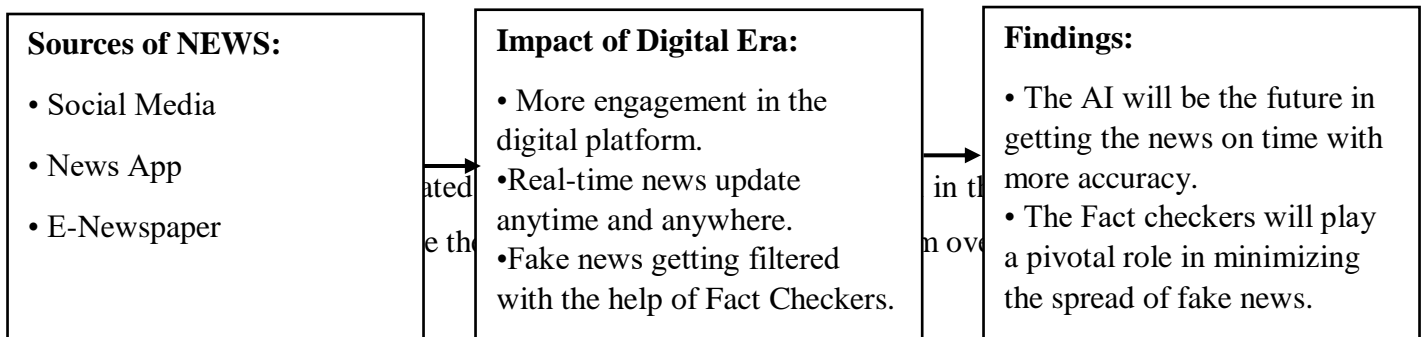 Sources of NEWS:
• Social Media
• News App
• E-Newspaper
Impact of Digital Era:
• More engagement in the
digital platform.
•Real-time news update
anytime and anywhere.
•Fake news getting filtered
with the help of Fact Checkers.
Findings:
• The AI will be the future in
getting the news on time with
more accuracy.
• The Fact checkers will play
a pivotal role in minimizing
the spread of fake news.